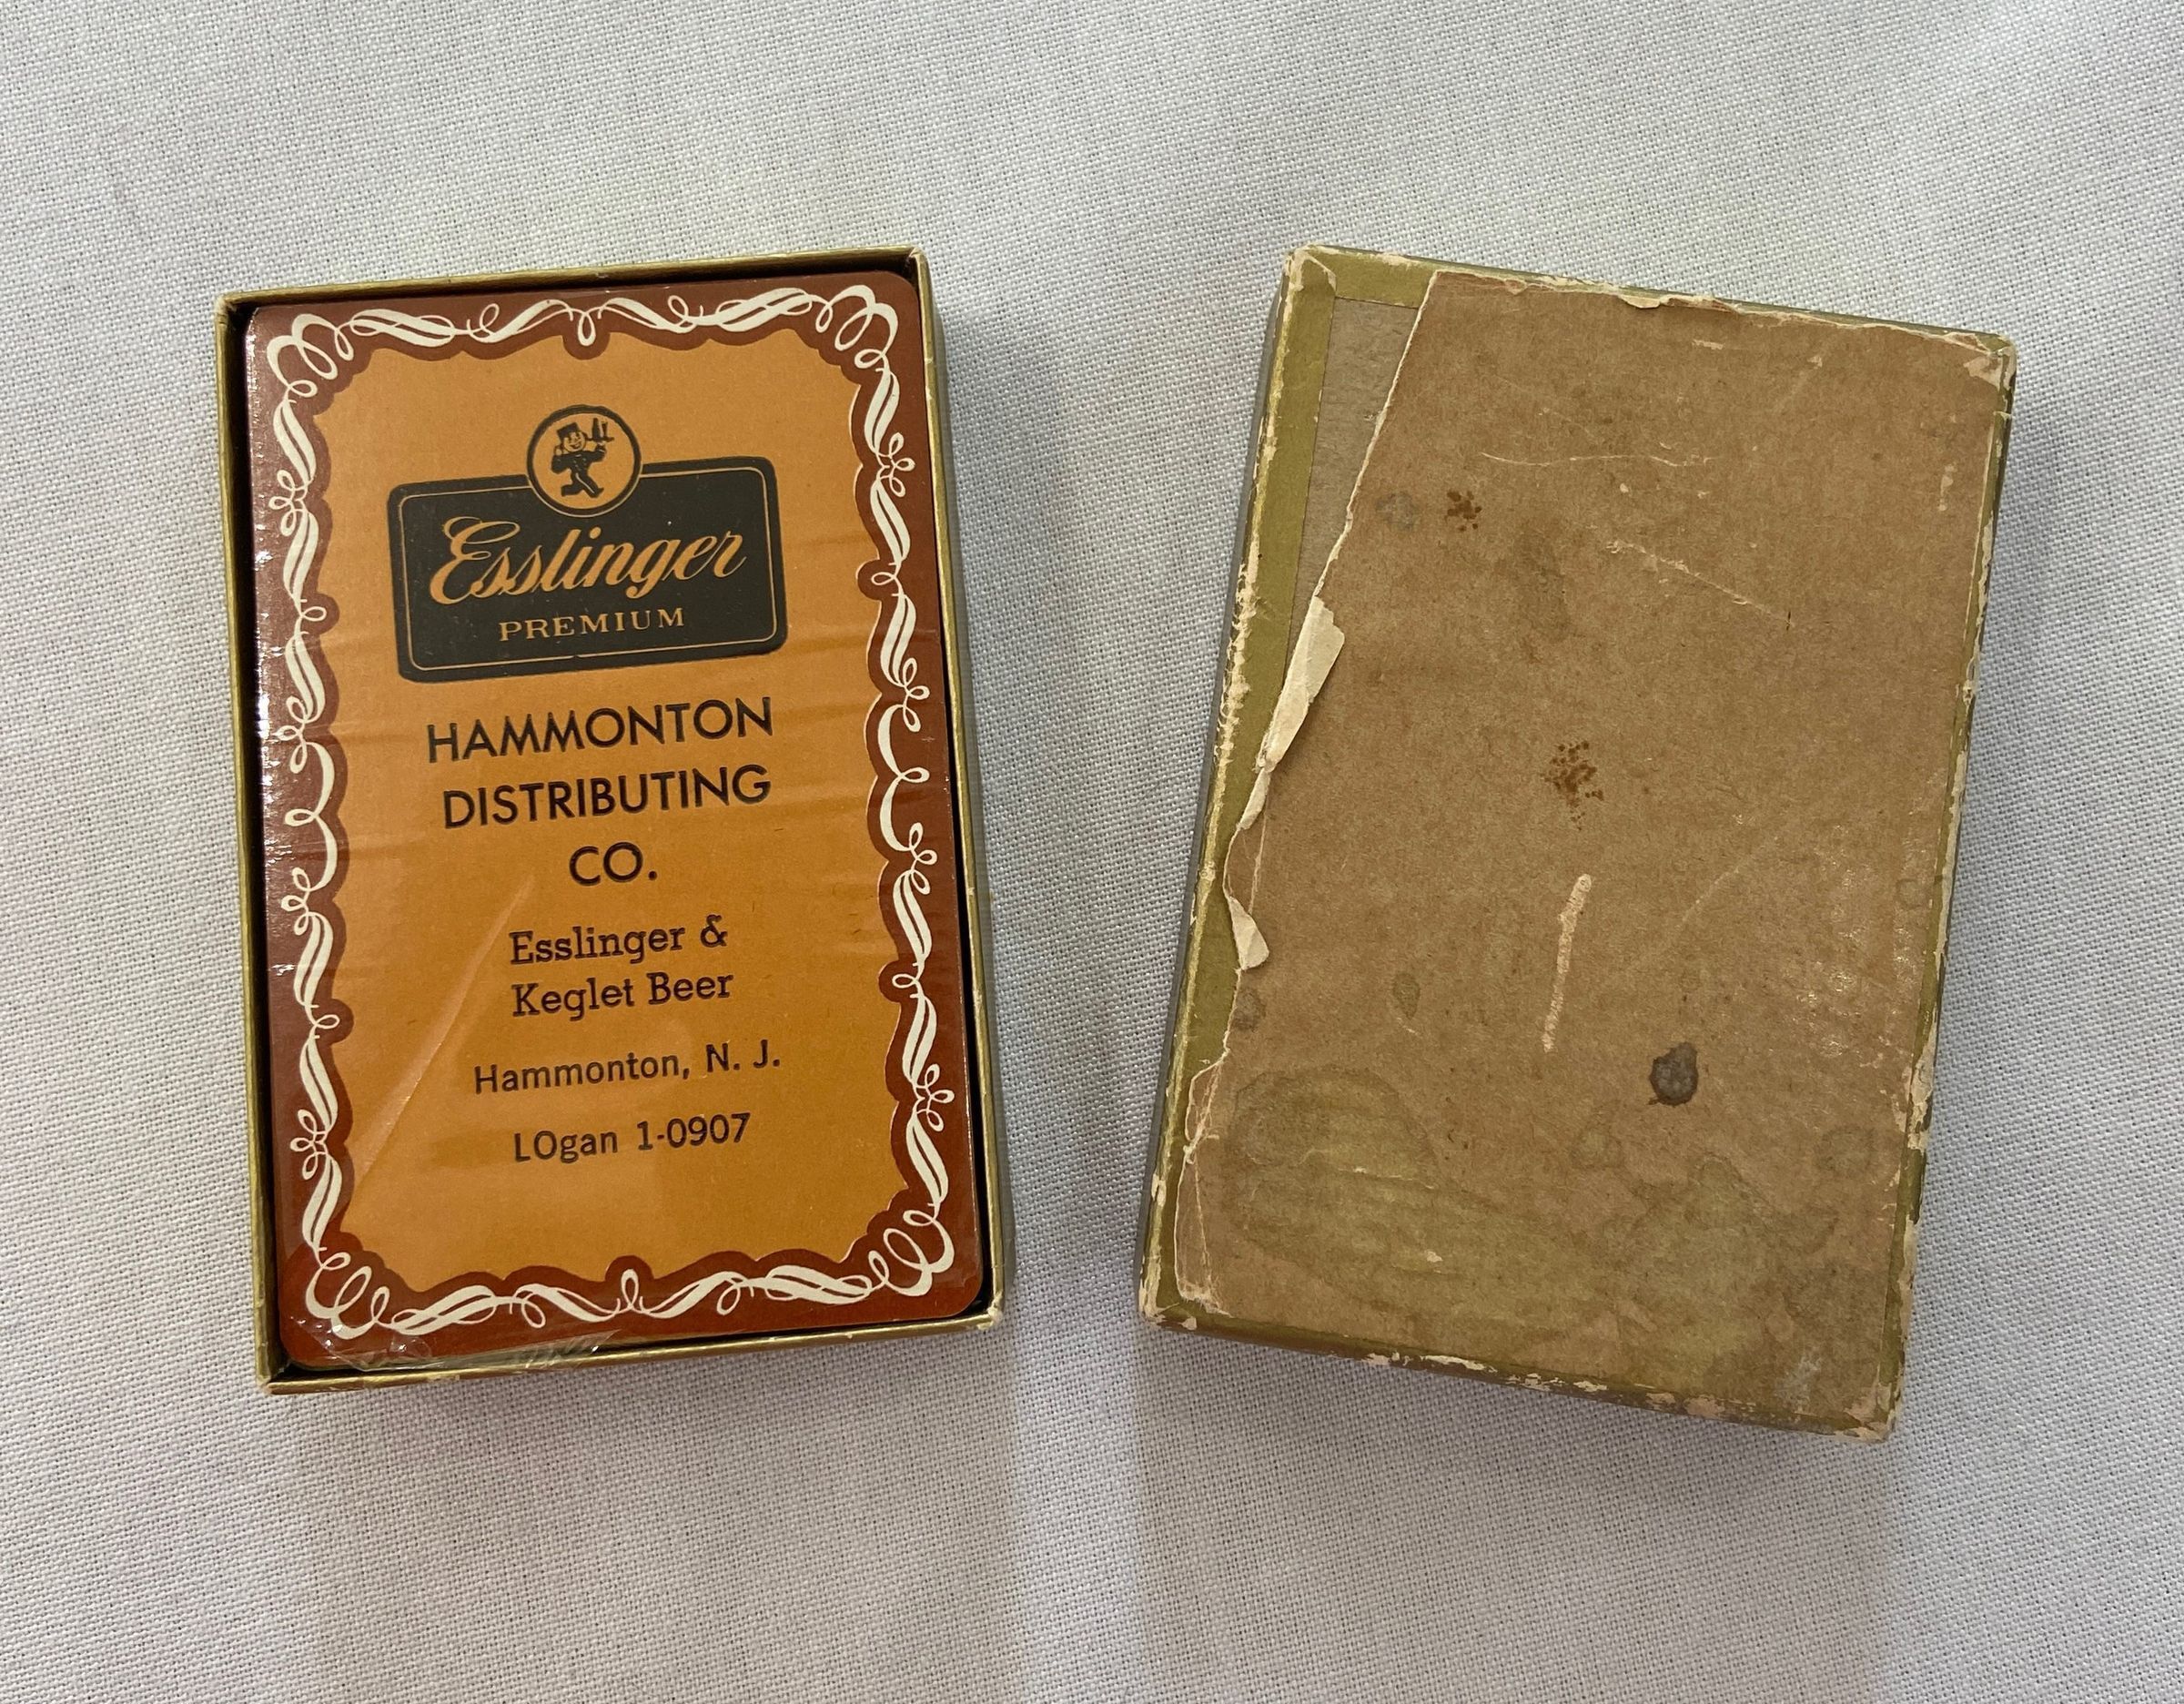 Esslinger
PREMIUM
HAMMONTON
DISTRIBUTING
CO.
Esslinger &
Keglet Beer
Hammonton, N. J.
LOgan 1-0907